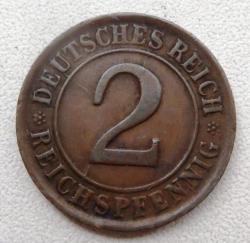 DEUTSCHES REICH
2
REICHSPFENNIG